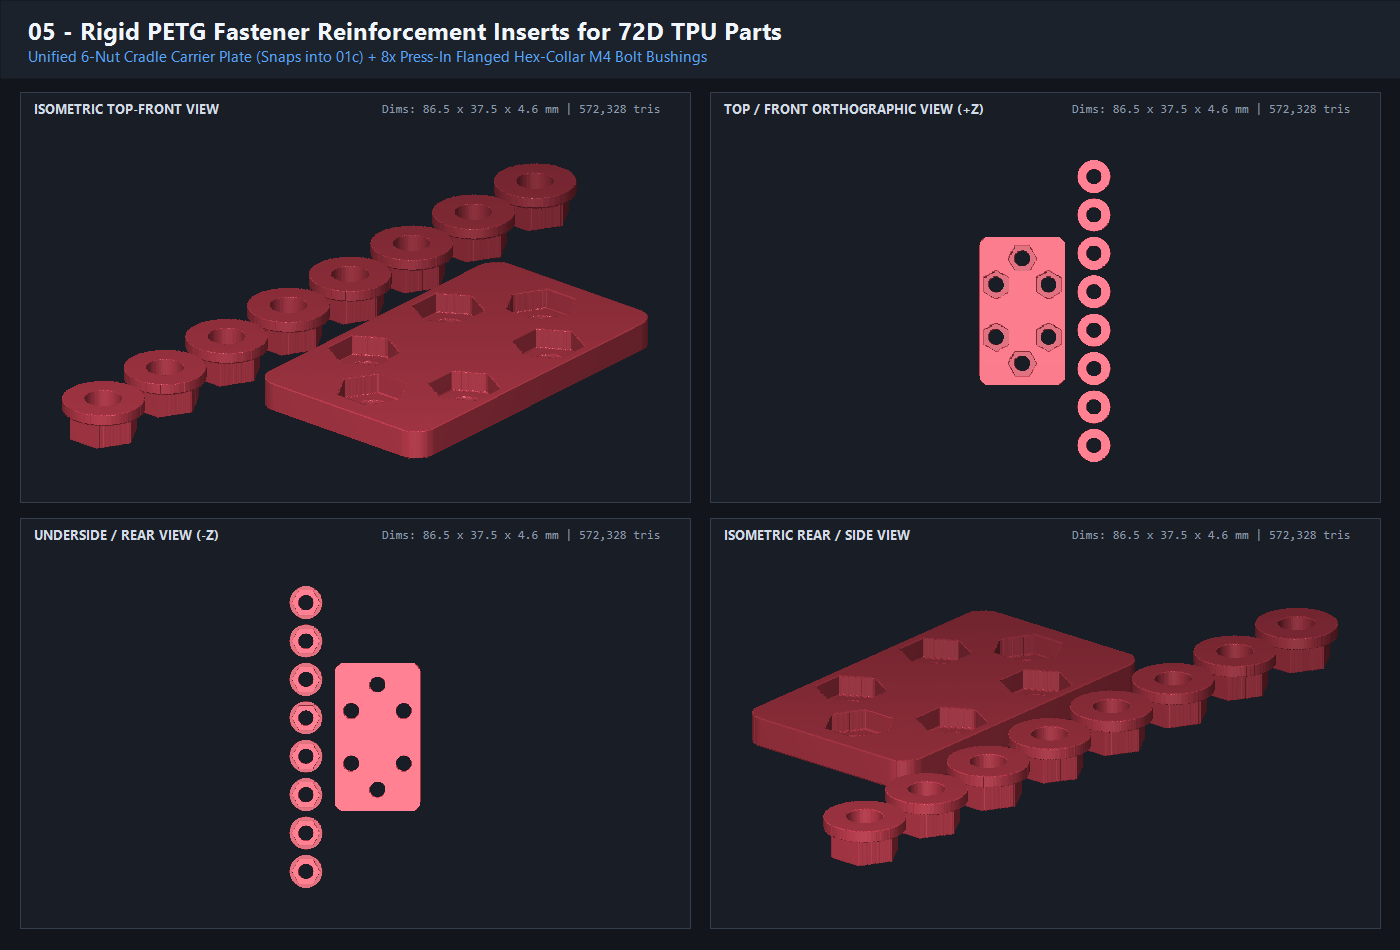 05 - Rigid PETG Fastener Reinforcement Inserts for 72D TPU Parts
Unified 6-Nut Cradle Carrier Plate (Snaps into 01c) + 8x Press-In Flanged Hex-Collar M4 Bolt Bushings
ISOMETRIC TOP-FRONT VIEW
Dims: 86.5 x 37.5 x 4.6 mm | 572,328 tris
TOP / FRONT ORTHOGRAPHIC VIEW (+Z)
Dims: 86.5 x 37.5 x 4.6 mm | 572,328 tris
UNDERSIDE / REAR VIEW (-Z)
Dims: 86.5 x 37.5 x 4.6 mm | 572,328 tris
ISOMETRIC REAR / SIDE VIEW
Dims: 86.5 x 37.5 x 4.6 mm | 572,328 tris